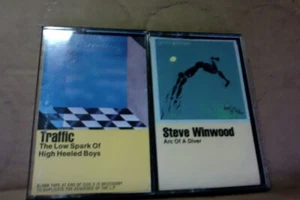 Traffic
The Low Spark Of
High Heeled Boys
Steve Winwood
Arc Of A Diver